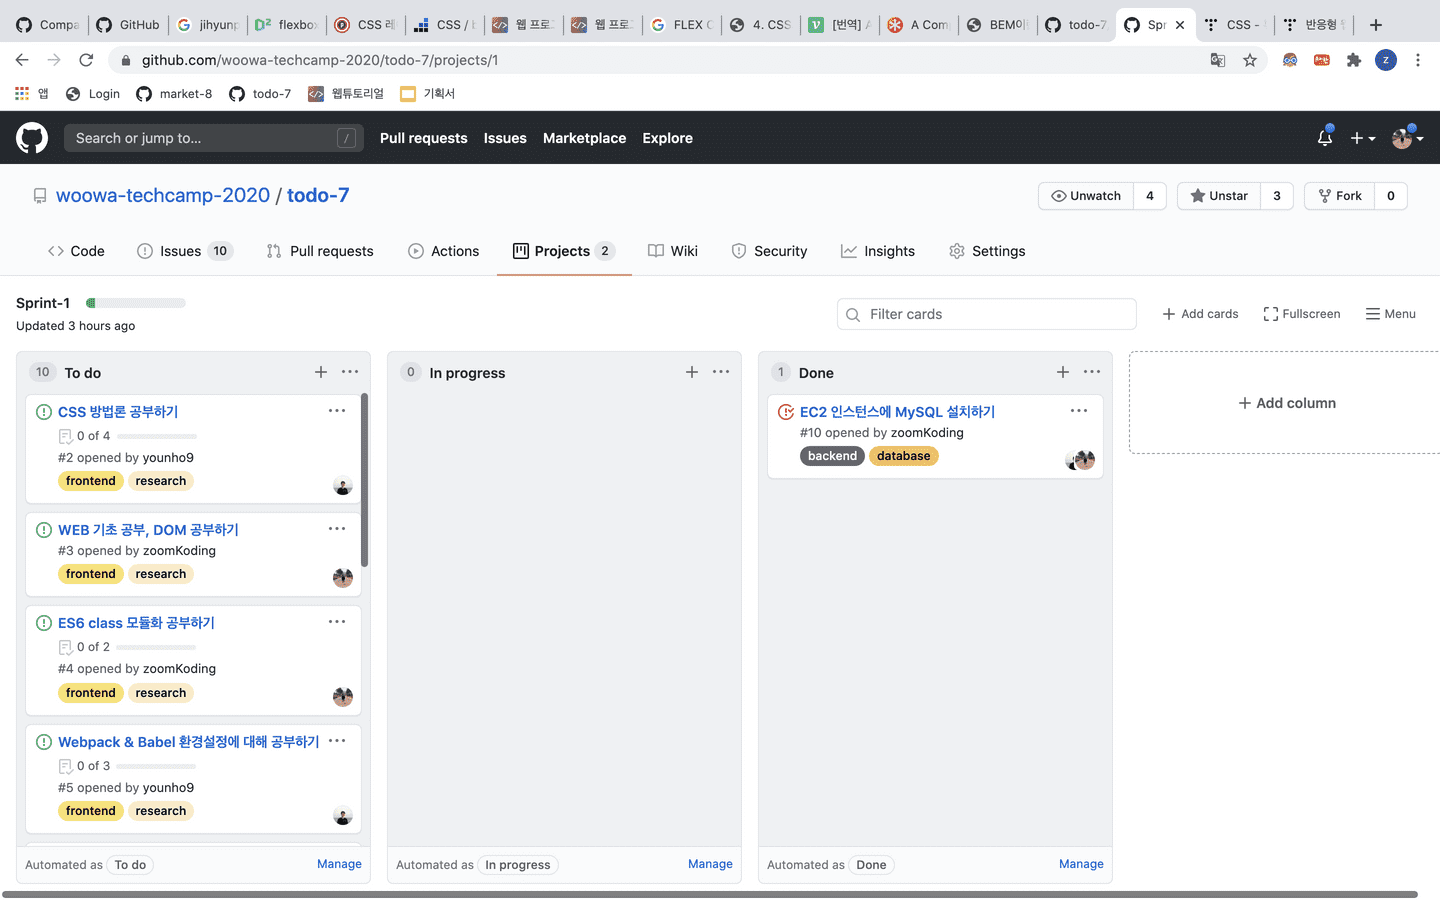 Compa
GitHub
jihyunp
flexbox
CSS 레
CSS / b
웹 프로그
웹 프로그
FLEX C
4. CSS
[번역] A
A Com
BEM이란
todo-7
Spr
CSS -
반응형
github.com/woowa-techcamp-2020/todo-7/projects/1
앱
Login
market-8
todo-7
웹튜토리얼
기획서
Search or jump to... /
Pull requests
Issues
Marketplace
Explore
woowa-techcamp-2020 / todo-7
Unwatch 4
Unstar 3
Fork 0
Code
Issues 10
Pull requests
Actions
Projects 2
Wiki
Security
Insights
Settings
Sprint-1
Updated 3 hours ago
Filter cards
Add cards
Fullscreen
Menu
10 To do
CSS 방법론 공부하기
0 of 4
#2 opened by younho9
frontend research
WEB 기초 공부, DOM 공부하기
#3 opened by zoomKoding
frontend research
ES6 class 모듈화 공부하기
0 of 2
#4 opened by zoomKoding
frontend research
Webpack & Babel 환경설정에 대해 공부하기
0 of 3
#5 opened by younho9
frontend research
Automated as To do
Manage
0 In progress
Automated as In progress
Manage
1 Done
EC2 인스턴스에 MySQL 설치하기
#10 opened by zoomKoding
backend database
Automated as Done
Manage
Add column